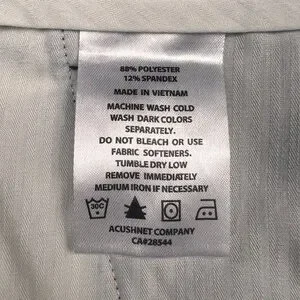 88% POLYESTER
12% SPANDEX
MADE IN VIETNAM
MACHINE WASH COLD
WASH DARK COLORS
SEPARATELY.
DO NOT BLEACH OR USE
FABRIC SOFTENERS.
TUMBLE DRY LOW
REMOVE IMMEDIATELY
MEDIUM IRON IF NECESSARY
30C
ACUSHNET COMPANY
CA#28544